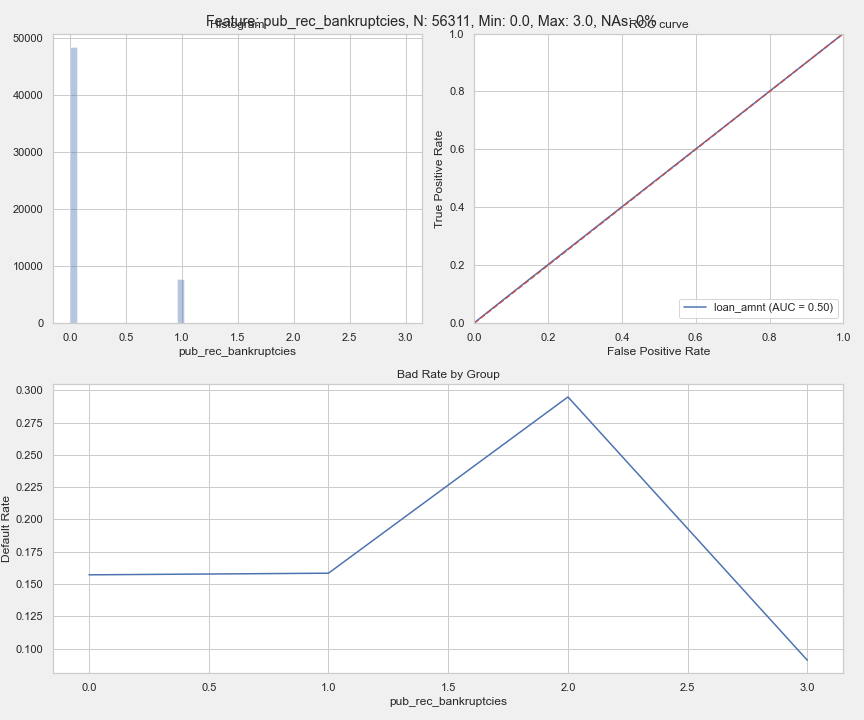 Feature: pub_rec_bankruptcies, N: 56311, Min: 0.0, Max: 3.0, NAs: 0%
Histogram
50000
40000
30000
20000
10000
0
0.0 0.5 1.0 1.5 2.0 2.5 3.0
pub_rec_bankruptcies
ROC curve
True Positive Rate
1.0
0.8
0.6
0.4
0.2
0.0
loan_amnt (AUC = 0.50)
0.0 0.2 0.4 0.6 0.8 1.0
False Positive Rate
Bad Rate by Group
Default Rate
0.300
0.275
0.250
0.225
0.200
0.175
0.150
0.125
0.100
0.0 0.5 1.0 1.5 2.0 2.5 3.0
pub_rec_bankruptcies